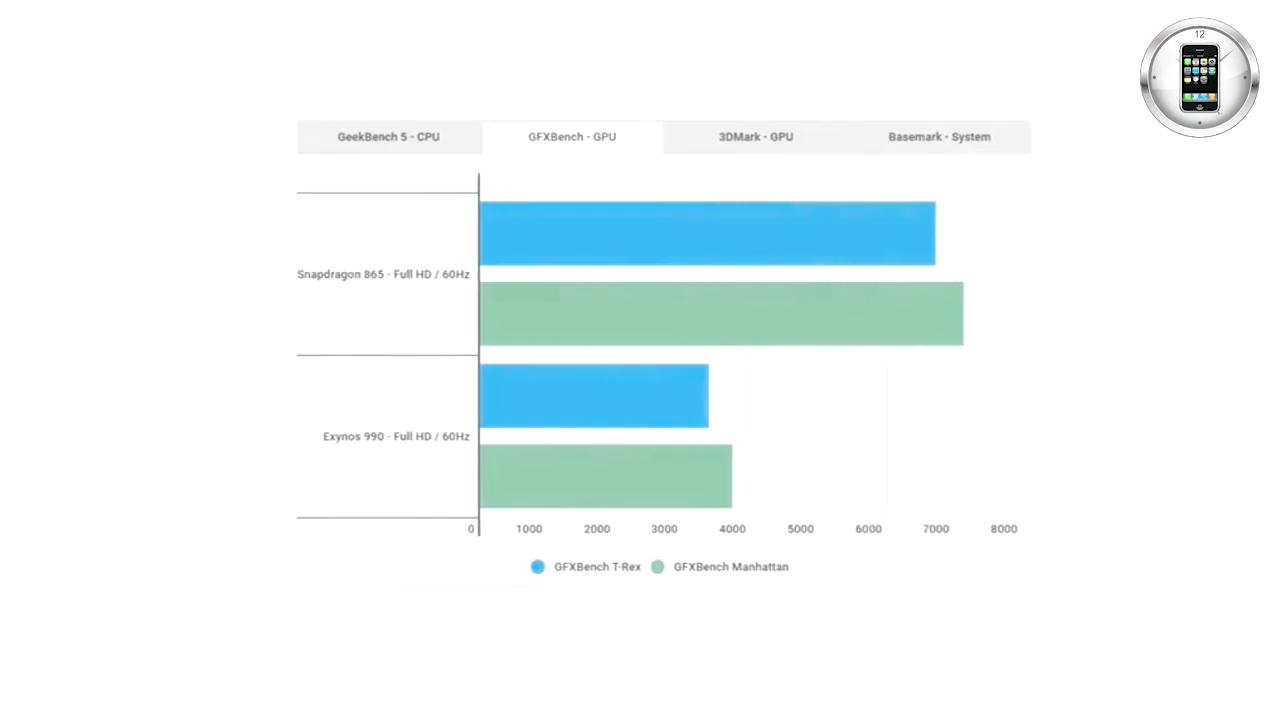 12
GeekBench 5 - CPU
GFXBench - GPU
3DMark - GPU
Basemark - System
Snapdragon 865 - Full HD / 60Hz
Exynos 990 - Full HD / 60Hz
0 1000 2000 3000 4000 5000 6000 7000 8000
GFXBench T-Rex
GFXBench Manhattan